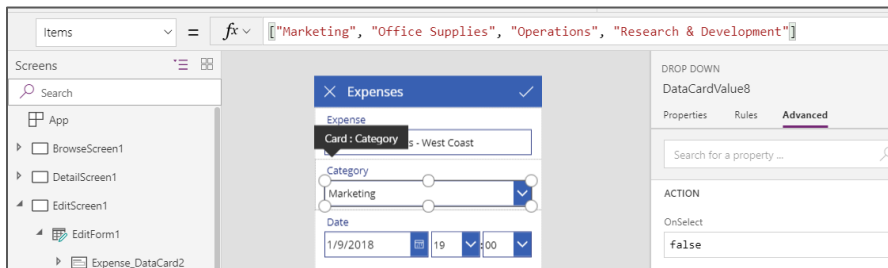 Items = fx ["Marketing", "Office Supplies", "Operations", "Research & Development"]
Screens
Search
App
BrowseScreen1
DetailScreen1
EditScreen1
EditForm1
Expense_DataCard2
Expenses
Expense
Card : Category
s - West Coast
Category
Marketing
Date
1/9/2018 19 : 00
DROP DOWN
DataCardValue8
Properties Rules Advanced
Search for a property ...
ACTION
OnSelect
false